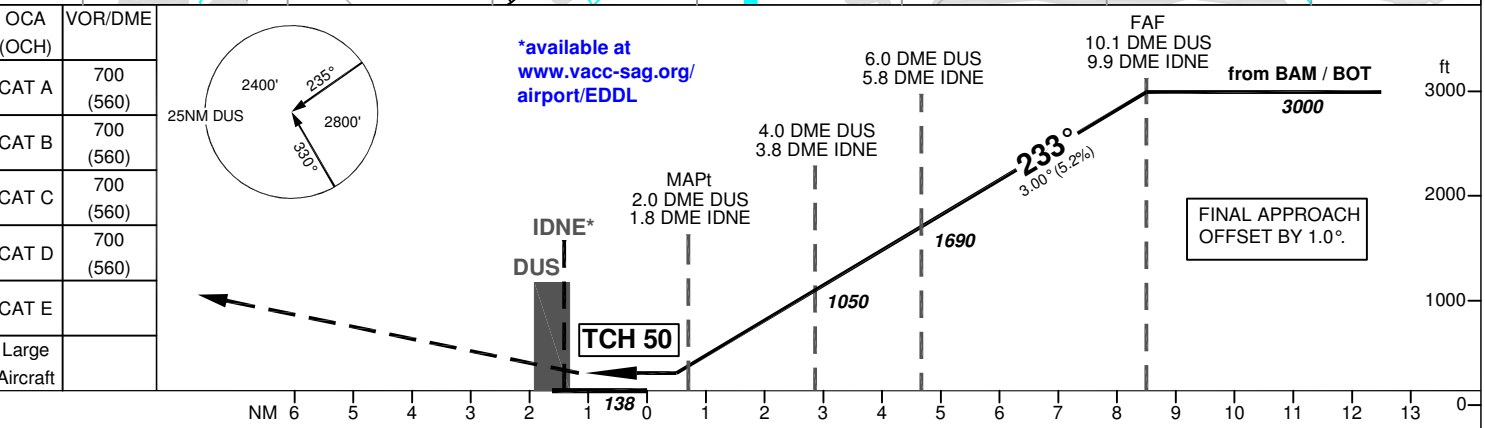 OCA
(OCH)
VOR/DME
CAT A
700
(560)
CAT B
700
(560)
CAT C
700
(560)
CAT D
700
(560)
CAT E
Large
Aircraft
2400'
235°
25NM DUS
2800'
330°
*available at
www.vacc-sag.org/
airport/EDDL
FAF
10.1 DME DUS
9.9 DME IDNE
6.0 DME DUS
5.8 DME IDNE
from BAM / BOT
ft
3000
3000
4.0 DME DUS
3.8 DME IDNE
233°
3.00° (5.2%)
MAPt
2.0 DME DUS
1.8 DME IDNE
2000
FINAL APPROACH
OFFSET BY 1.0°.
IDNE*
1690
DUS
1050
1000
TCH 50
138
NM 6 5 4 3 2 1 0 1 2 3 4 5 6 7 8 9 10 11 12 13
0